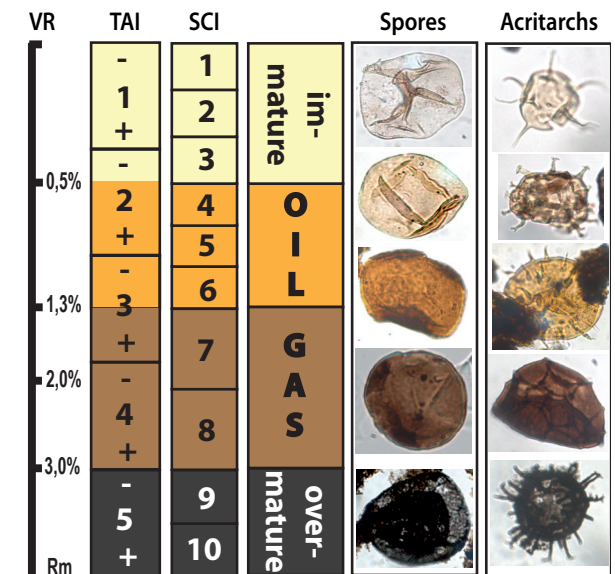 VR TAI SCI Spores Acritarchs
-
1
+
-
2
+
-
3
+
-
4
+
-
5
+
1
2
3
4
5
6
7
8
9
10
im-
mature
O
I
L
G
A
S
over-
mature
0,5%
1,3%
2,0%
3,0%
Rm